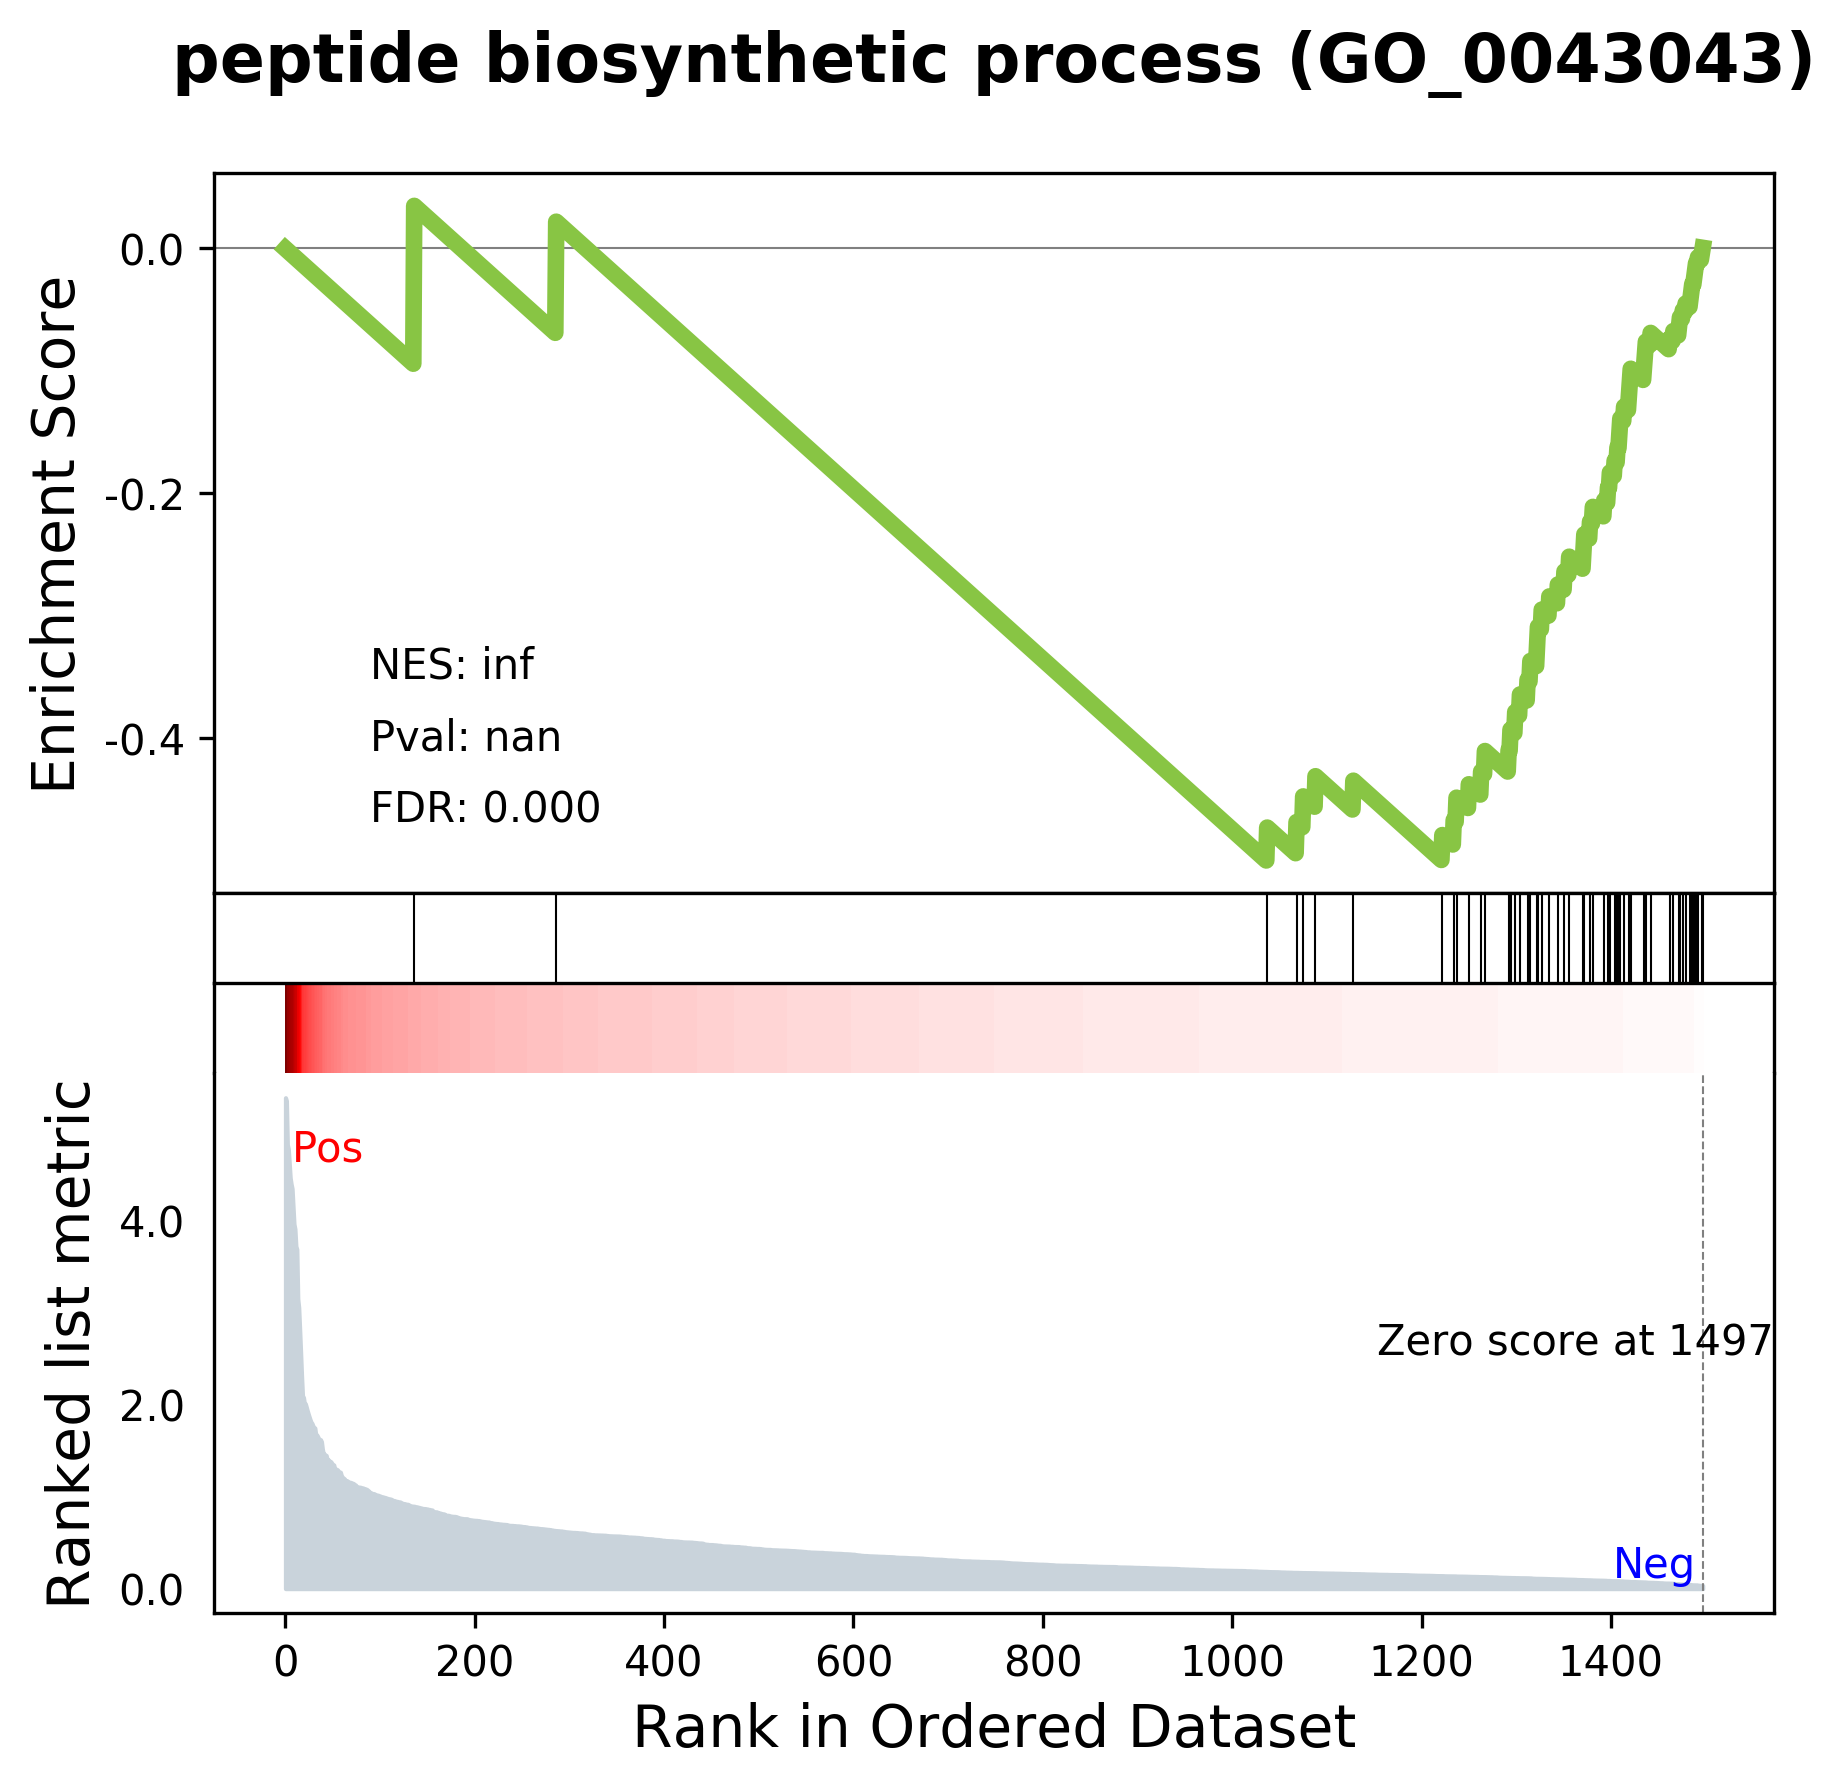 peptide biosynthetic process (GO_0043043)
Enrichment Score
0.0
-0.2
-0.4
NES: inf
Pval: nan
FDR: 0.000
Ranked list metric
Pos
4.0
2.0
0.0
Zero score at 1497
Neg
0 200 400 600 800 1000 1200 1400
Rank in Ordered Dataset